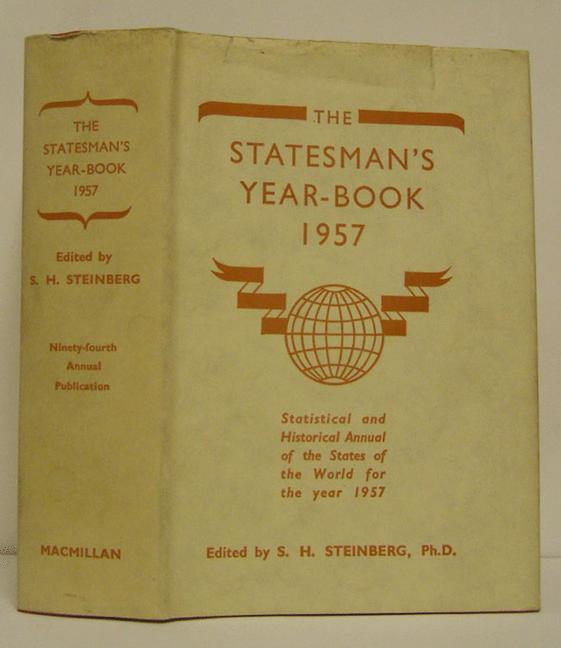 THE
STATESMAN'S
YEAR-BOOK
1957
Edited by
S. H. STEINBERG
Ninety-fourth
Annual
Publication
MACMILLAN
THE
STATESMAN'S
YEAR-BOOK
1957
Statistical and
Historical Annual
of the States of
the World for
the year 1957
Edited by S. H. STEINBERG, Ph.D.